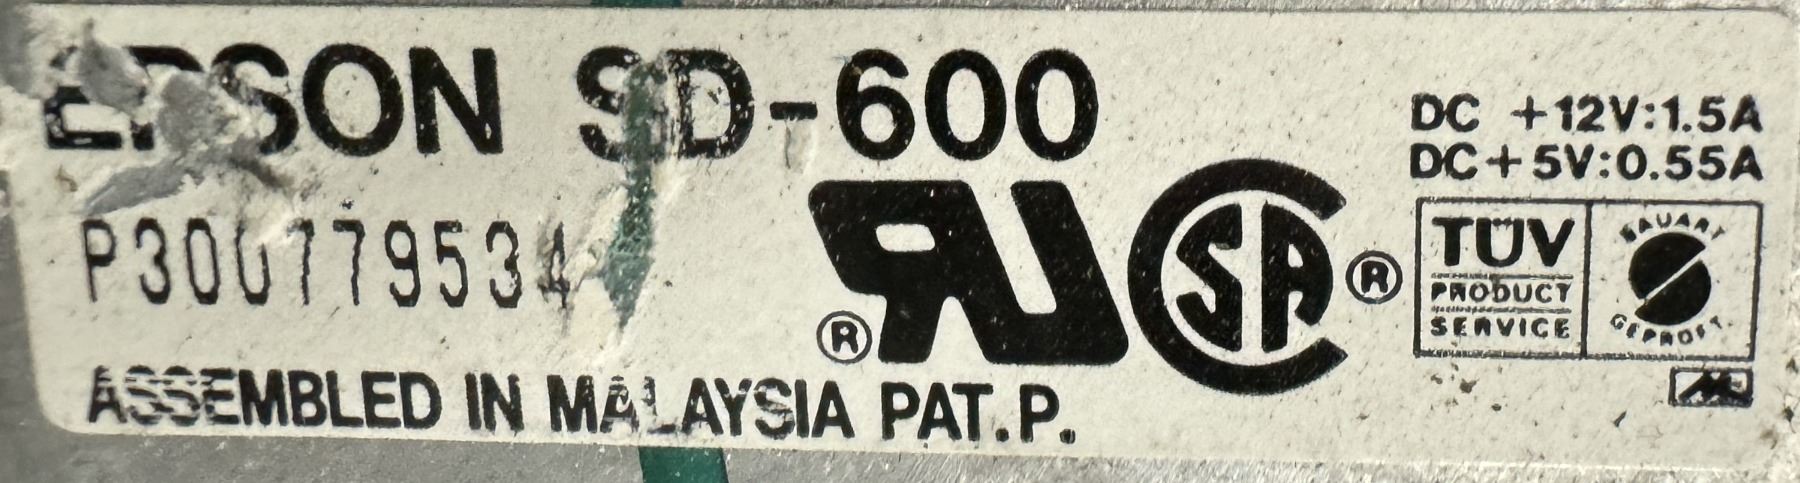 EPSON SD-600
P300779534
ASSEMBLED IN MALAYSIA PAT.P.
DC +12V:1.5A
DC+5V:0.55A
TÜV
PRODUCT
SERVICE
BAUART
GEPRÜFT